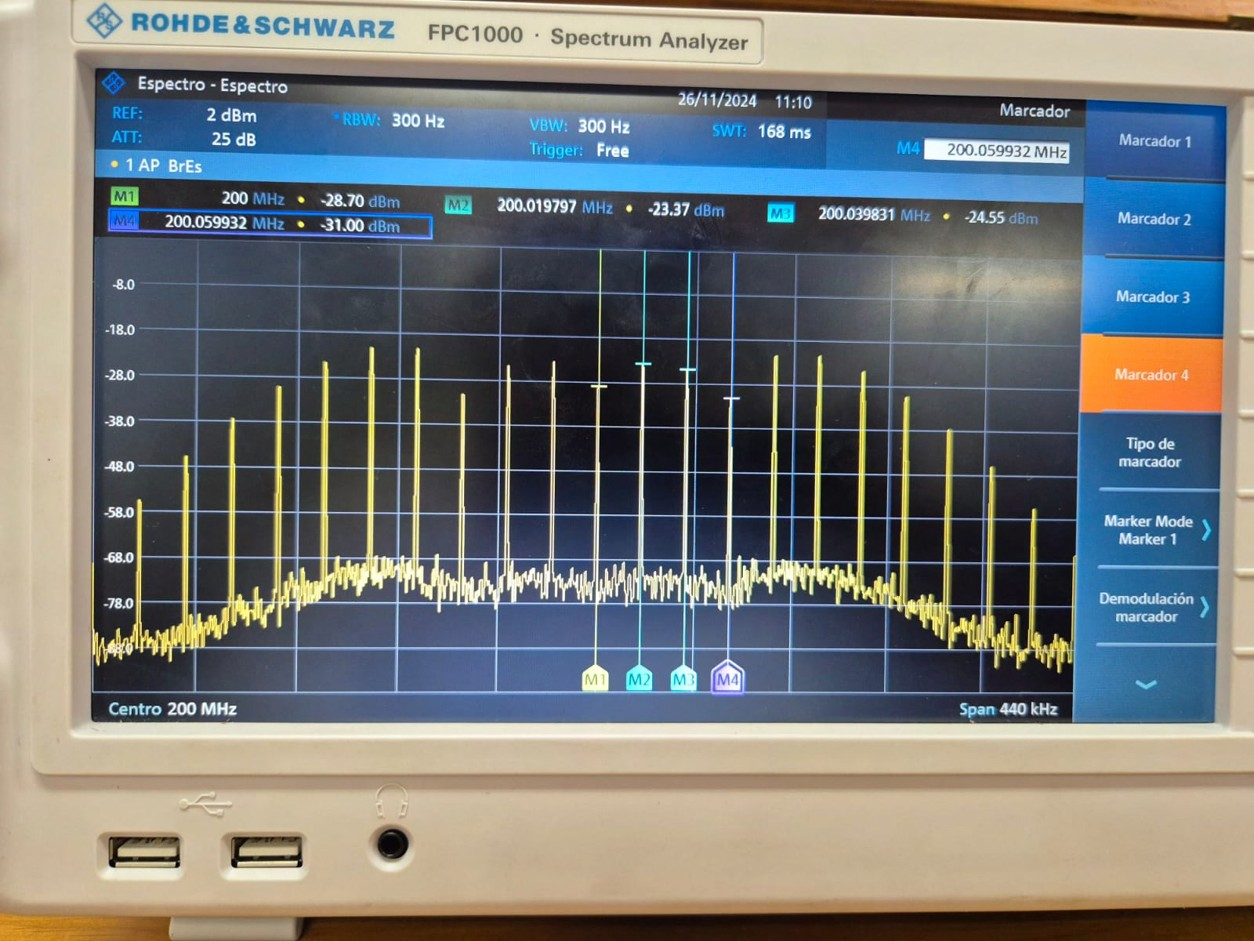 ROHDE&SCHWARZ FPC1000 · Spectrum Analyzer
Espectro - Espectro
26/11/2024 11:10
Marcador
REF: 2 dBm
RBW: 300 Hz
VBW: 300 Hz
SWT: 168 ms
M4 200.059932 MHz
ATT: 25 dB
Trigger: Free
1 AP BrEs
M1 200 MHz • -28.70 dBm
M2 200.019797 MHz • -23.37 dBm
M3 200.039831 MHz • -24.55 dBm
M4 200.059932 MHz • -31.00 dBm
-8.0
-18.0
-28.0
-38.0
-48.0
-58.0
-68.0
-78.0
M1 M2 M3 M4
Centro 200 MHz
Span 440 kHz
Marcador 1
Marcador 2
Marcador 3
Marcador 4
Tipo de
marcador
Marker Mode
Marker 1
Demodulación
marcador